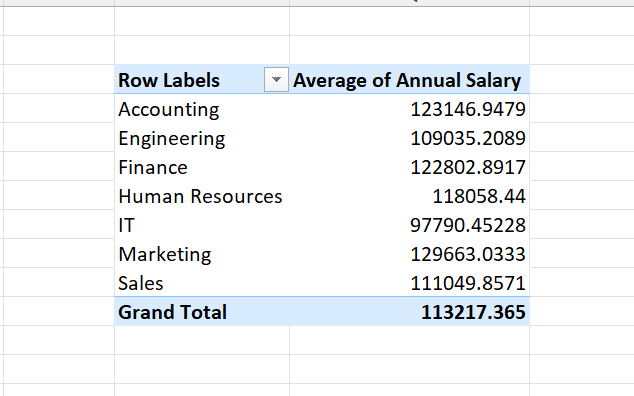 Row Labels Average of Annual Salary
Accounting 123146.9479
Engineering 109035.2089
Finance 122802.8917
Human Resources 118058.44
IT 97790.45228
Marketing 129663.0333
Sales 111049.8571
Grand Total 113217.365